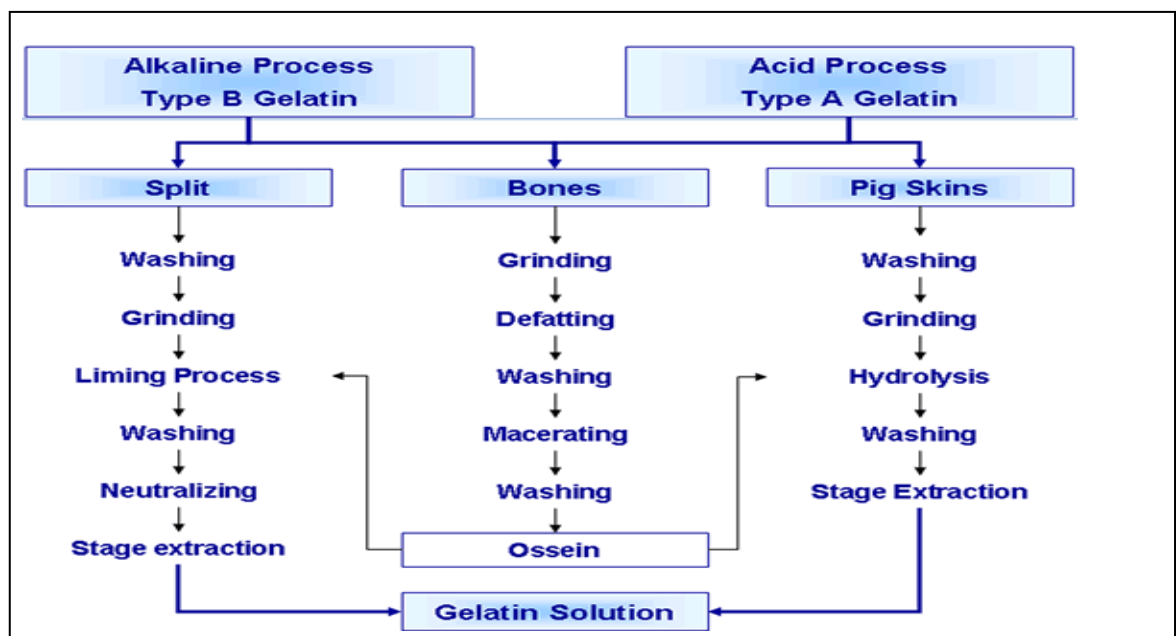 Alkaline Process
Type B Gelatin
Acid Process
Type A Gelatin
Split
Bones
Pig Skins
Washing
Grinding
Washing
Grinding
Defatting
Grinding
Liming Process
Washing
Hydrolysis
Washing
Macerating
Washing
Neutralizing
Washing
Stage Extraction
Stage extraction
Ossein
Gelatin Solution